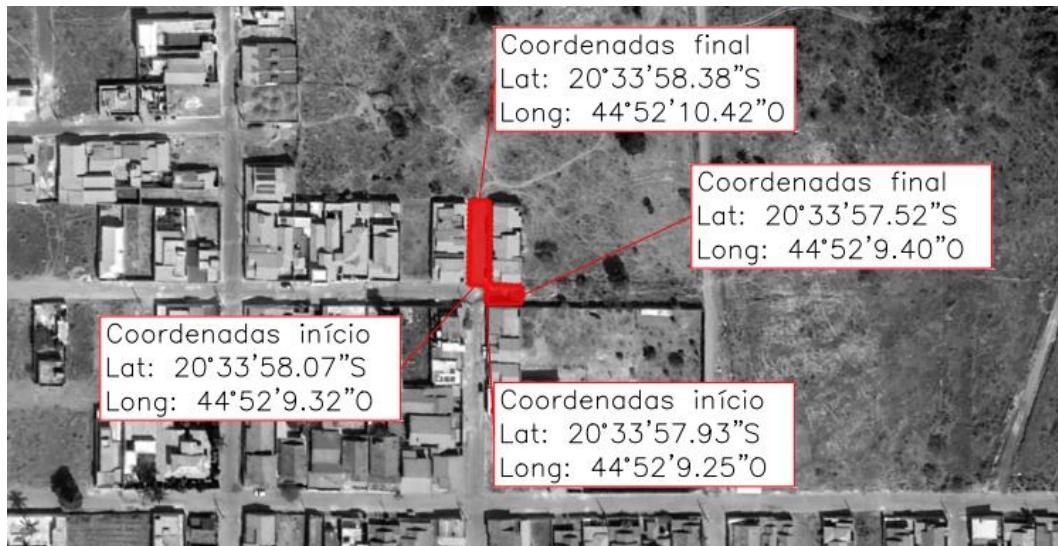 Coordenadas final
Lat: 20°33'58.38"S
Long: 44°52'10.42"O
Coordenadas final
Lat: 20°33'57.52"S
Long: 44°52'9.40"O
Coordenadas início
Lat: 20°33'58.07"S
Long: 44°52'9.32"O
Coordenadas início
Lat: 20°33'57.93"S
Long: 44°52'9.25"O